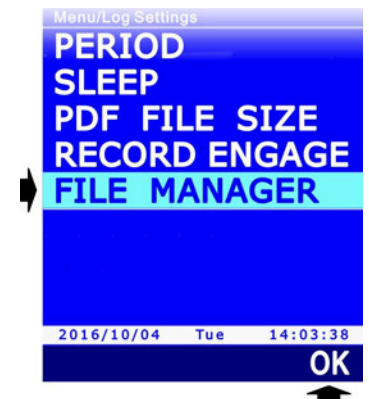 Menu/Log Settings
PERIOD
SLEEP
PDF FILE SIZE
RECORD ENGAGE
FILE MANAGER
2016/10/04 Tue 14:03:38
OK